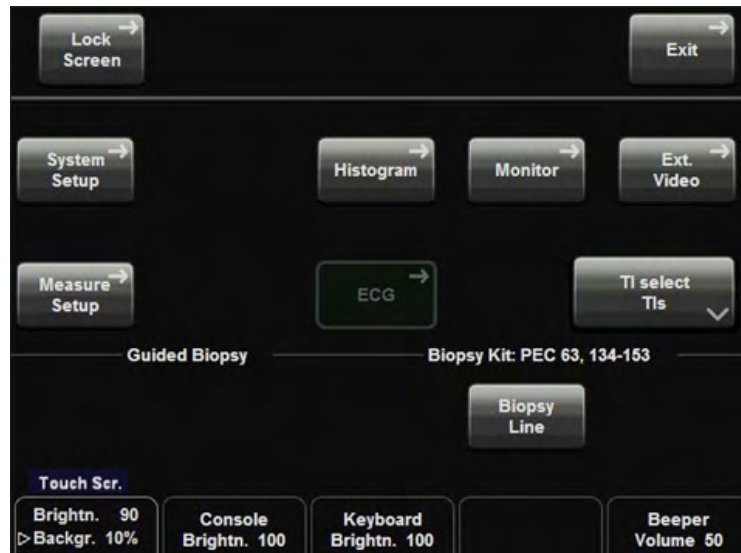 Lock
Screen
Exit
System
Setup
Histogram
Monitor
Ext.
Video
Measure
Setup
ECG
TI select
TIs
Guided Biopsy
Biopsy Kit: PEC 63, 134-153
Biopsy
Line
Touch Scr.
Brightn. 90
Backgr. 10%
Console
Brightn. 100
Keyboard
Brightn. 100
Beeper
Volume 50